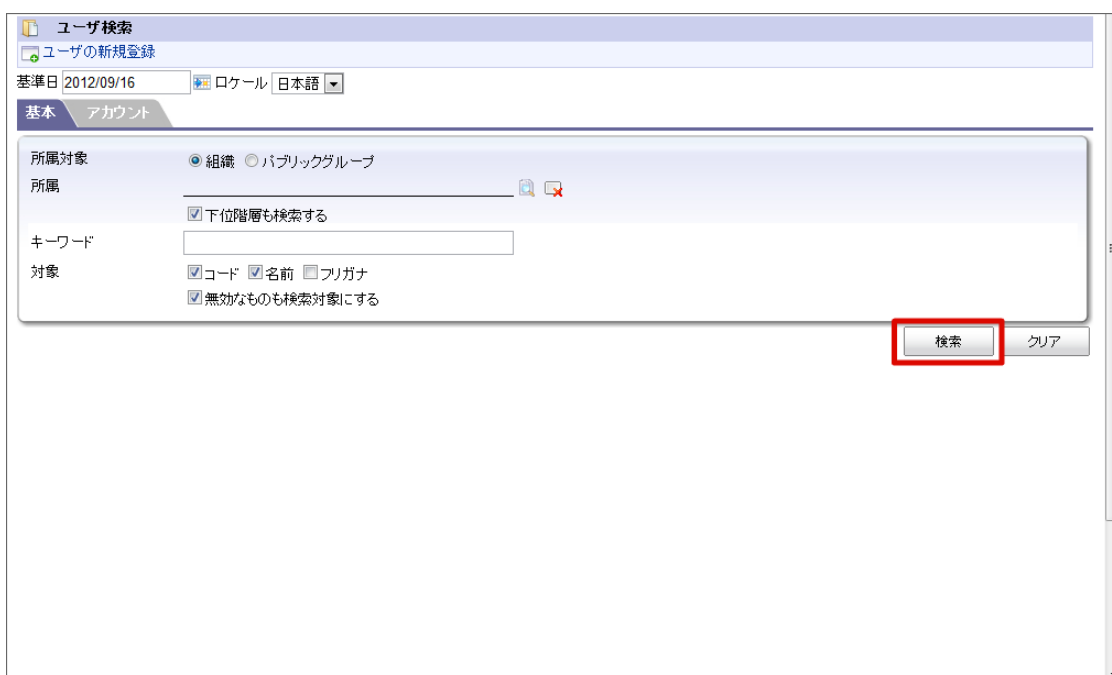 ユーザ検索
ユーザの新規登録
基準日 2012/09/16 ロケール 日本語
基本 アカウント
所属対象 組織 パブリックグループ
所属
下位階層も検索する
キーワード
対象 コード 名前 フリガナ
無効なものも検索対象にする
検索 クリア